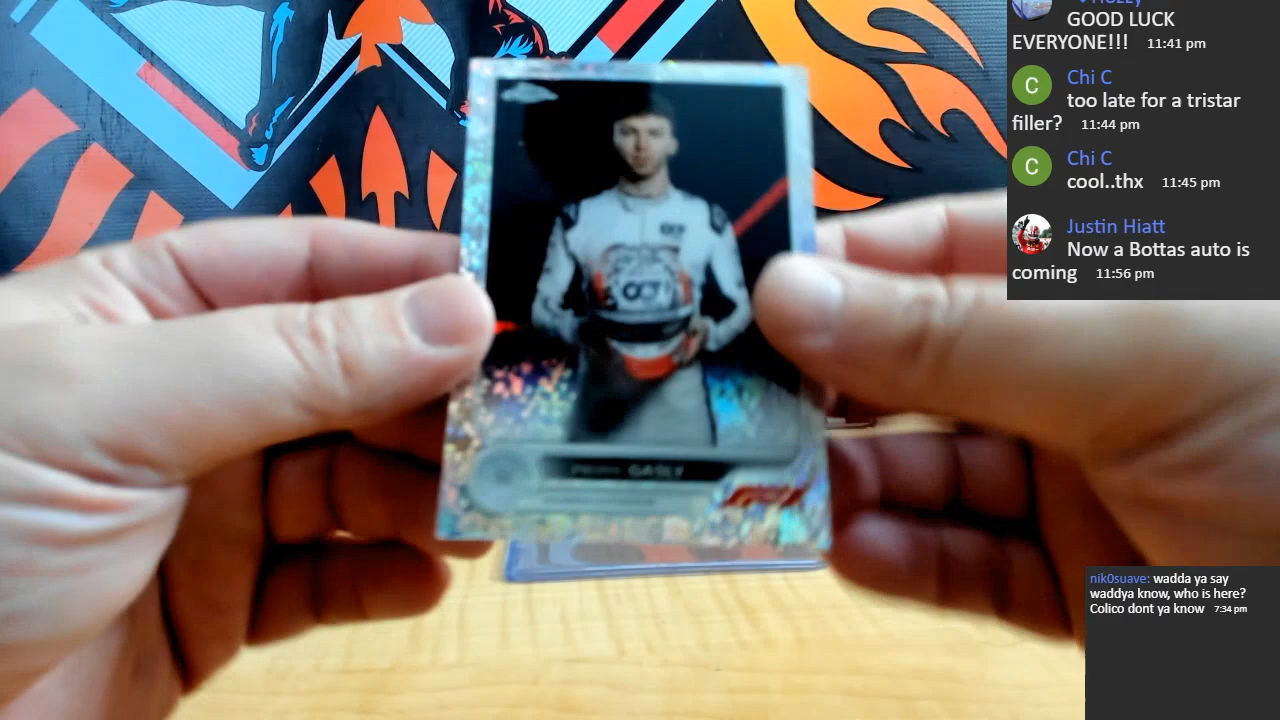 GOOD LUCK
EVERYONE!!! 11:41 pm
C Chi C
too late for a tristar
filler? 11:44 pm
C Chi C
cool..thx 11:45 pm
Justin Hiatt
Now a Bottas auto is
coming 11:56 pm
GASLY
nik0suave: wadda ya say
waddya know, who is here?
Colico dont ya know 7:34 pm